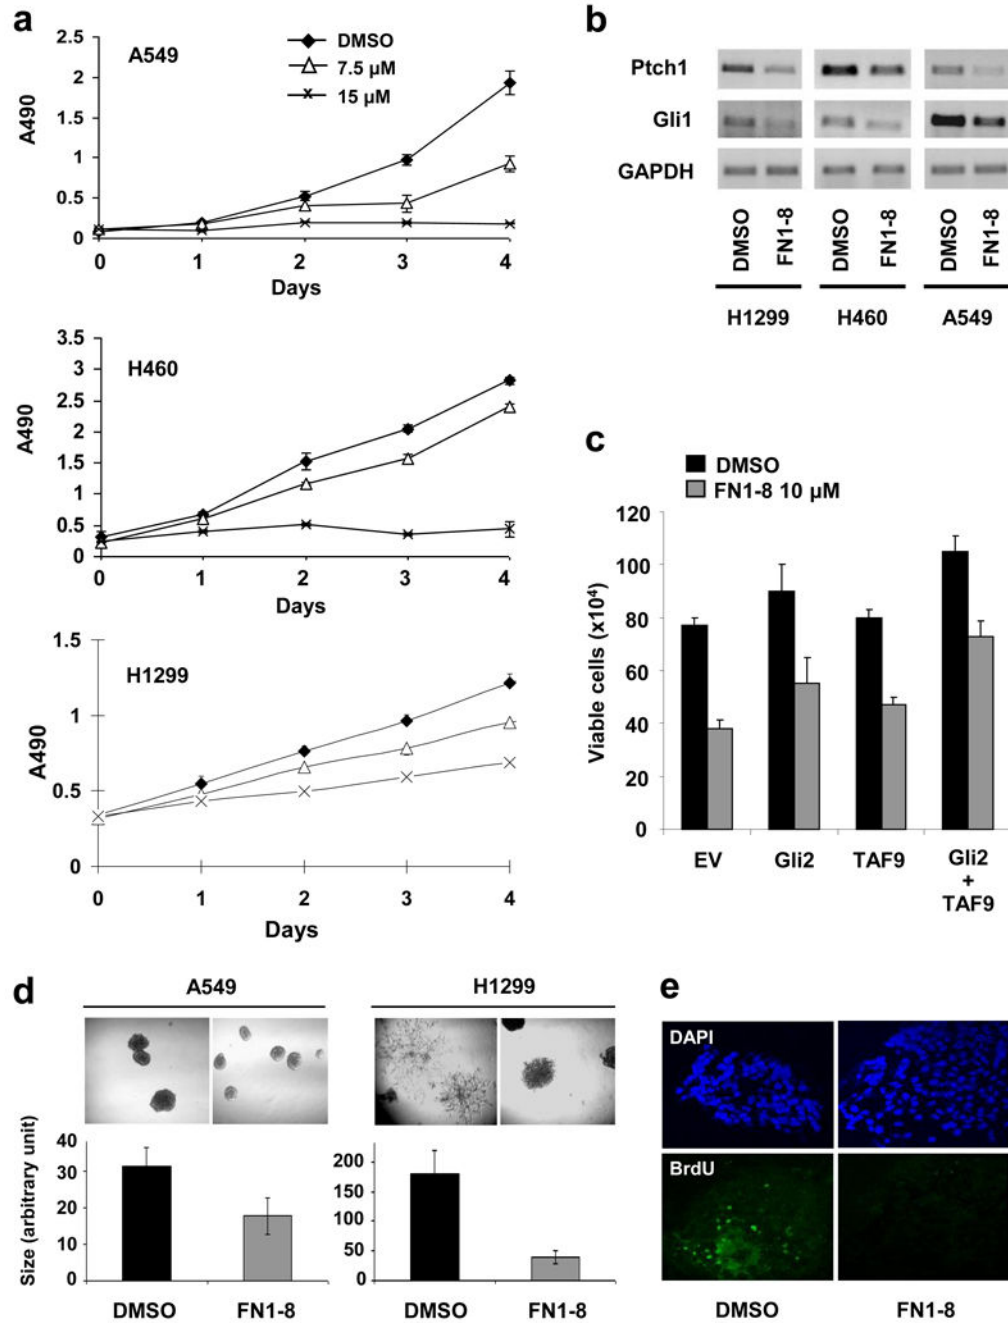 a
A549
DMSO
7.5 µM
15 µM
A490
2.5
2
1.5
1
0.5
0
0 1 2 3 4
Days
H460
A490
3.5
3
2.5
2
1.5
1
0.5
0
0 1 2 3 4
Days
H1299
A490
1.5
1
0.5
0
0 1 2 3 4
Days
b
Ptch1
Gli1
GAPDH
DMSO FN1-8 DMSO FN1-8 DMSO FN1-8
H1299 H460 A549
c
DMSO
FN1-8 10 µM
Viable cells (x10⁴)
120
100
80
60
40
20
0
EV Gli2 TAF9 Gli2 + TAF9
d
A549 H1299
Size (arbitrary unit)
40
30
20
10
0
DMSO FN1-8
200
150
100
50
0
DMSO FN1-8
e
DAPI
BrdU
DMSO FN1-8